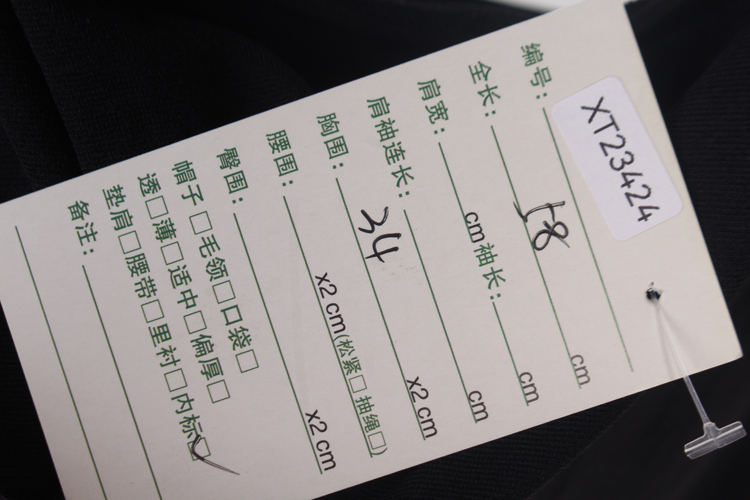 编号: XT23424
全长: 58 cm
肩宽: cm 袖长: cm
肩袖连长: cm
胸围: 34 x2 cm
腰围: x2 cm(松紧□ 抽绳□)
臀围: x2 cm
帽子 □毛领□口袋□
透□薄□适中□偏厚□
垫肩□腰带□里衬□内标☑
备注: